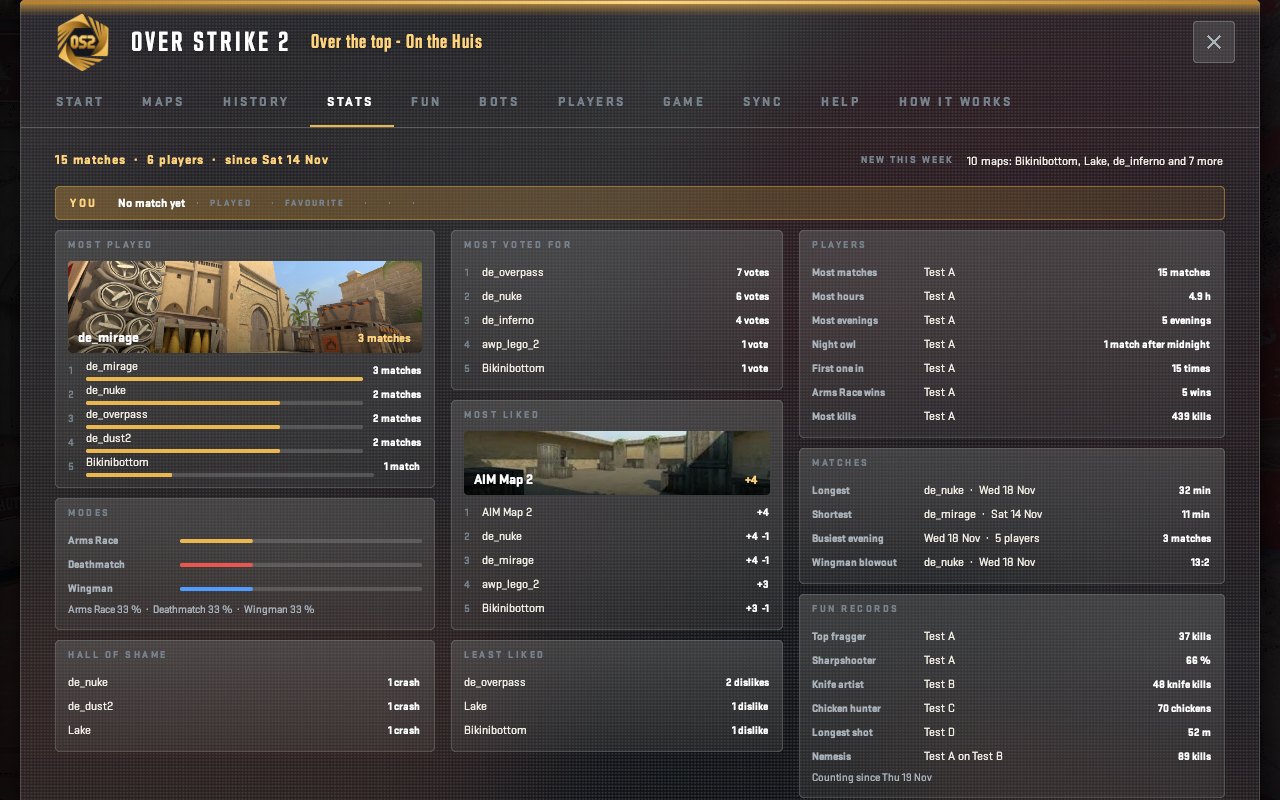 OS2
OVER STRIKE 2
Over the top - On the Huis
START MAPS HISTORY STATS FUN BOTS PLAYERS GAME SYNC HELP HOW IT WORKS
15 matches · 6 players · since Sat 14 Nov
NEW THIS WEEK 10 maps: Bikinibottom, Lake, de_inferno and 7 more
YOU No match yet · PLAYED · FAVOURITE · · ·
MOST PLAYED
de_mirage 3 matches
1 de_mirage 3 matches
2 de_nuke 2 matches
3 de_overpass 2 matches
4 de_dust2 2 matches
5 Bikinibottom 1 match
MODES
Arms Race
Deathmatch
Wingman
Arms Race 33 % · Deathmatch 33 % · Wingman 33 %
HALL OF SHAME
de_nuke 1 crash
de_dust2 1 crash
Lake 1 crash
MOST VOTED FOR
1 de_overpass 7 votes
2 de_nuke 6 votes
3 de_inferno 4 votes
4 awp_lego_2 1 vote
5 Bikinibottom 1 vote
MOST LIKED
AIM Map 2 +4
1 AIM Map 2 +4
2 de_nuke +4 -1
3 de_mirage +4 -1
4 awp_lego_2 +3
5 Bikinibottom +3 -1
LEAST LIKED
de_overpass 2 dislikes
Lake 1 dislike
Bikinibottom 1 dislike
PLAYERS
Most matches Test A 15 matches
Most hours Test A 4.9 h
Most evenings Test A 5 evenings
Night owl Test A 1 match after midnight
First one in Test A 15 times
Arms Race wins Test A 5 wins
Most kills Test A 439 kills
MATCHES
Longest de_nuke · Wed 18 Nov 32 min
Shortest de_mirage · Sat 14 Nov 11 min
Busiest evening Wed 18 Nov · 5 players 3 matches
Wingman blowout de_nuke · Wed 18 Nov 13:2
FUN RECORDS
Top fragger Test A 37 kills
Sharpshooter Test A 66 %
Knife artist Test B 48 knife kills
Chicken hunter Test C 70 chickens
Longest shot Test D 52 m
Nemesis Test A on Test B 89 kills
Counting since Thu 19 Nov